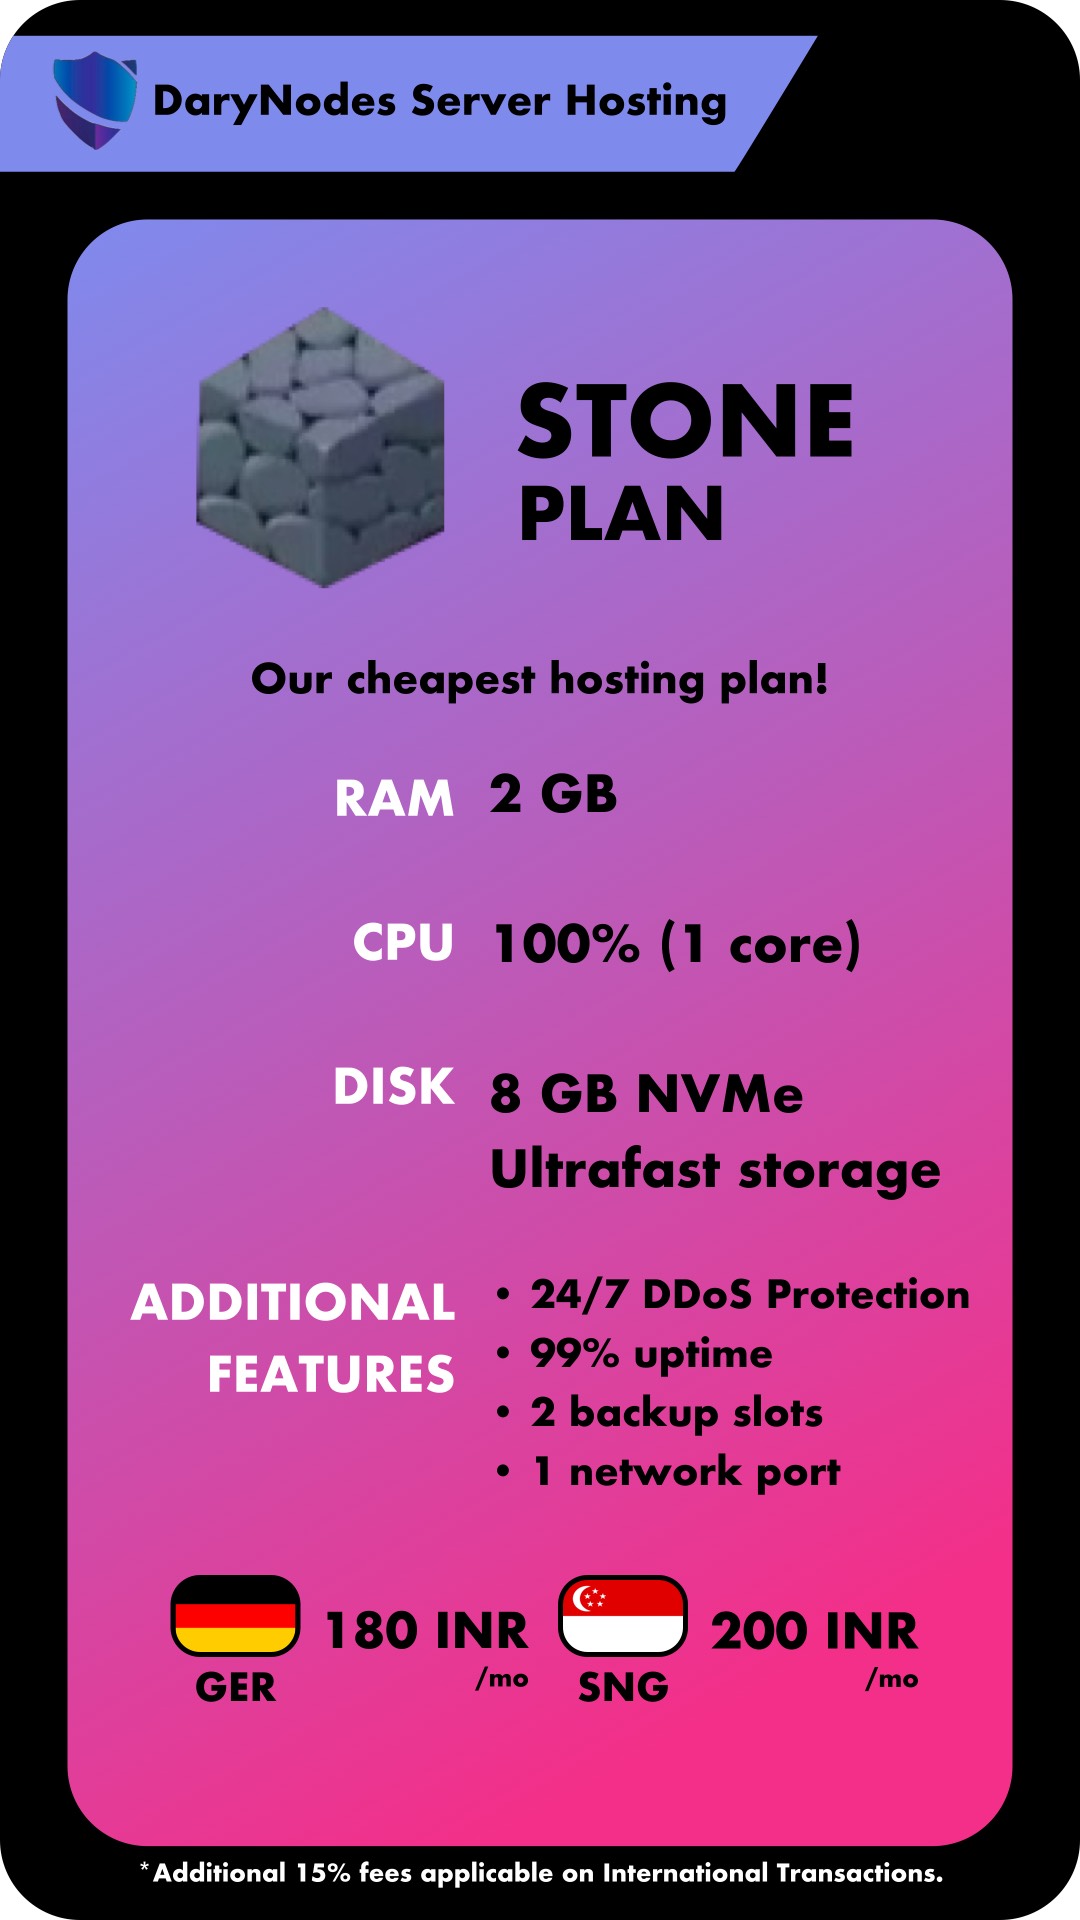 DaryNodes Server Hosting
STONE
PLAN
Our cheapest hosting plan!
RAM 2 GB
CPU 100% (1 core)
DISK 8 GB NVMe
Ultrafast storage
ADDITIONAL
FEATURES
• 24/7 DDoS Protection
• 99% uptime
• 2 backup slots
• 1 network port
GER 180 INR
/mo
SNG 200 INR
/mo
*Additional 15% fees applicable on International Transactions.